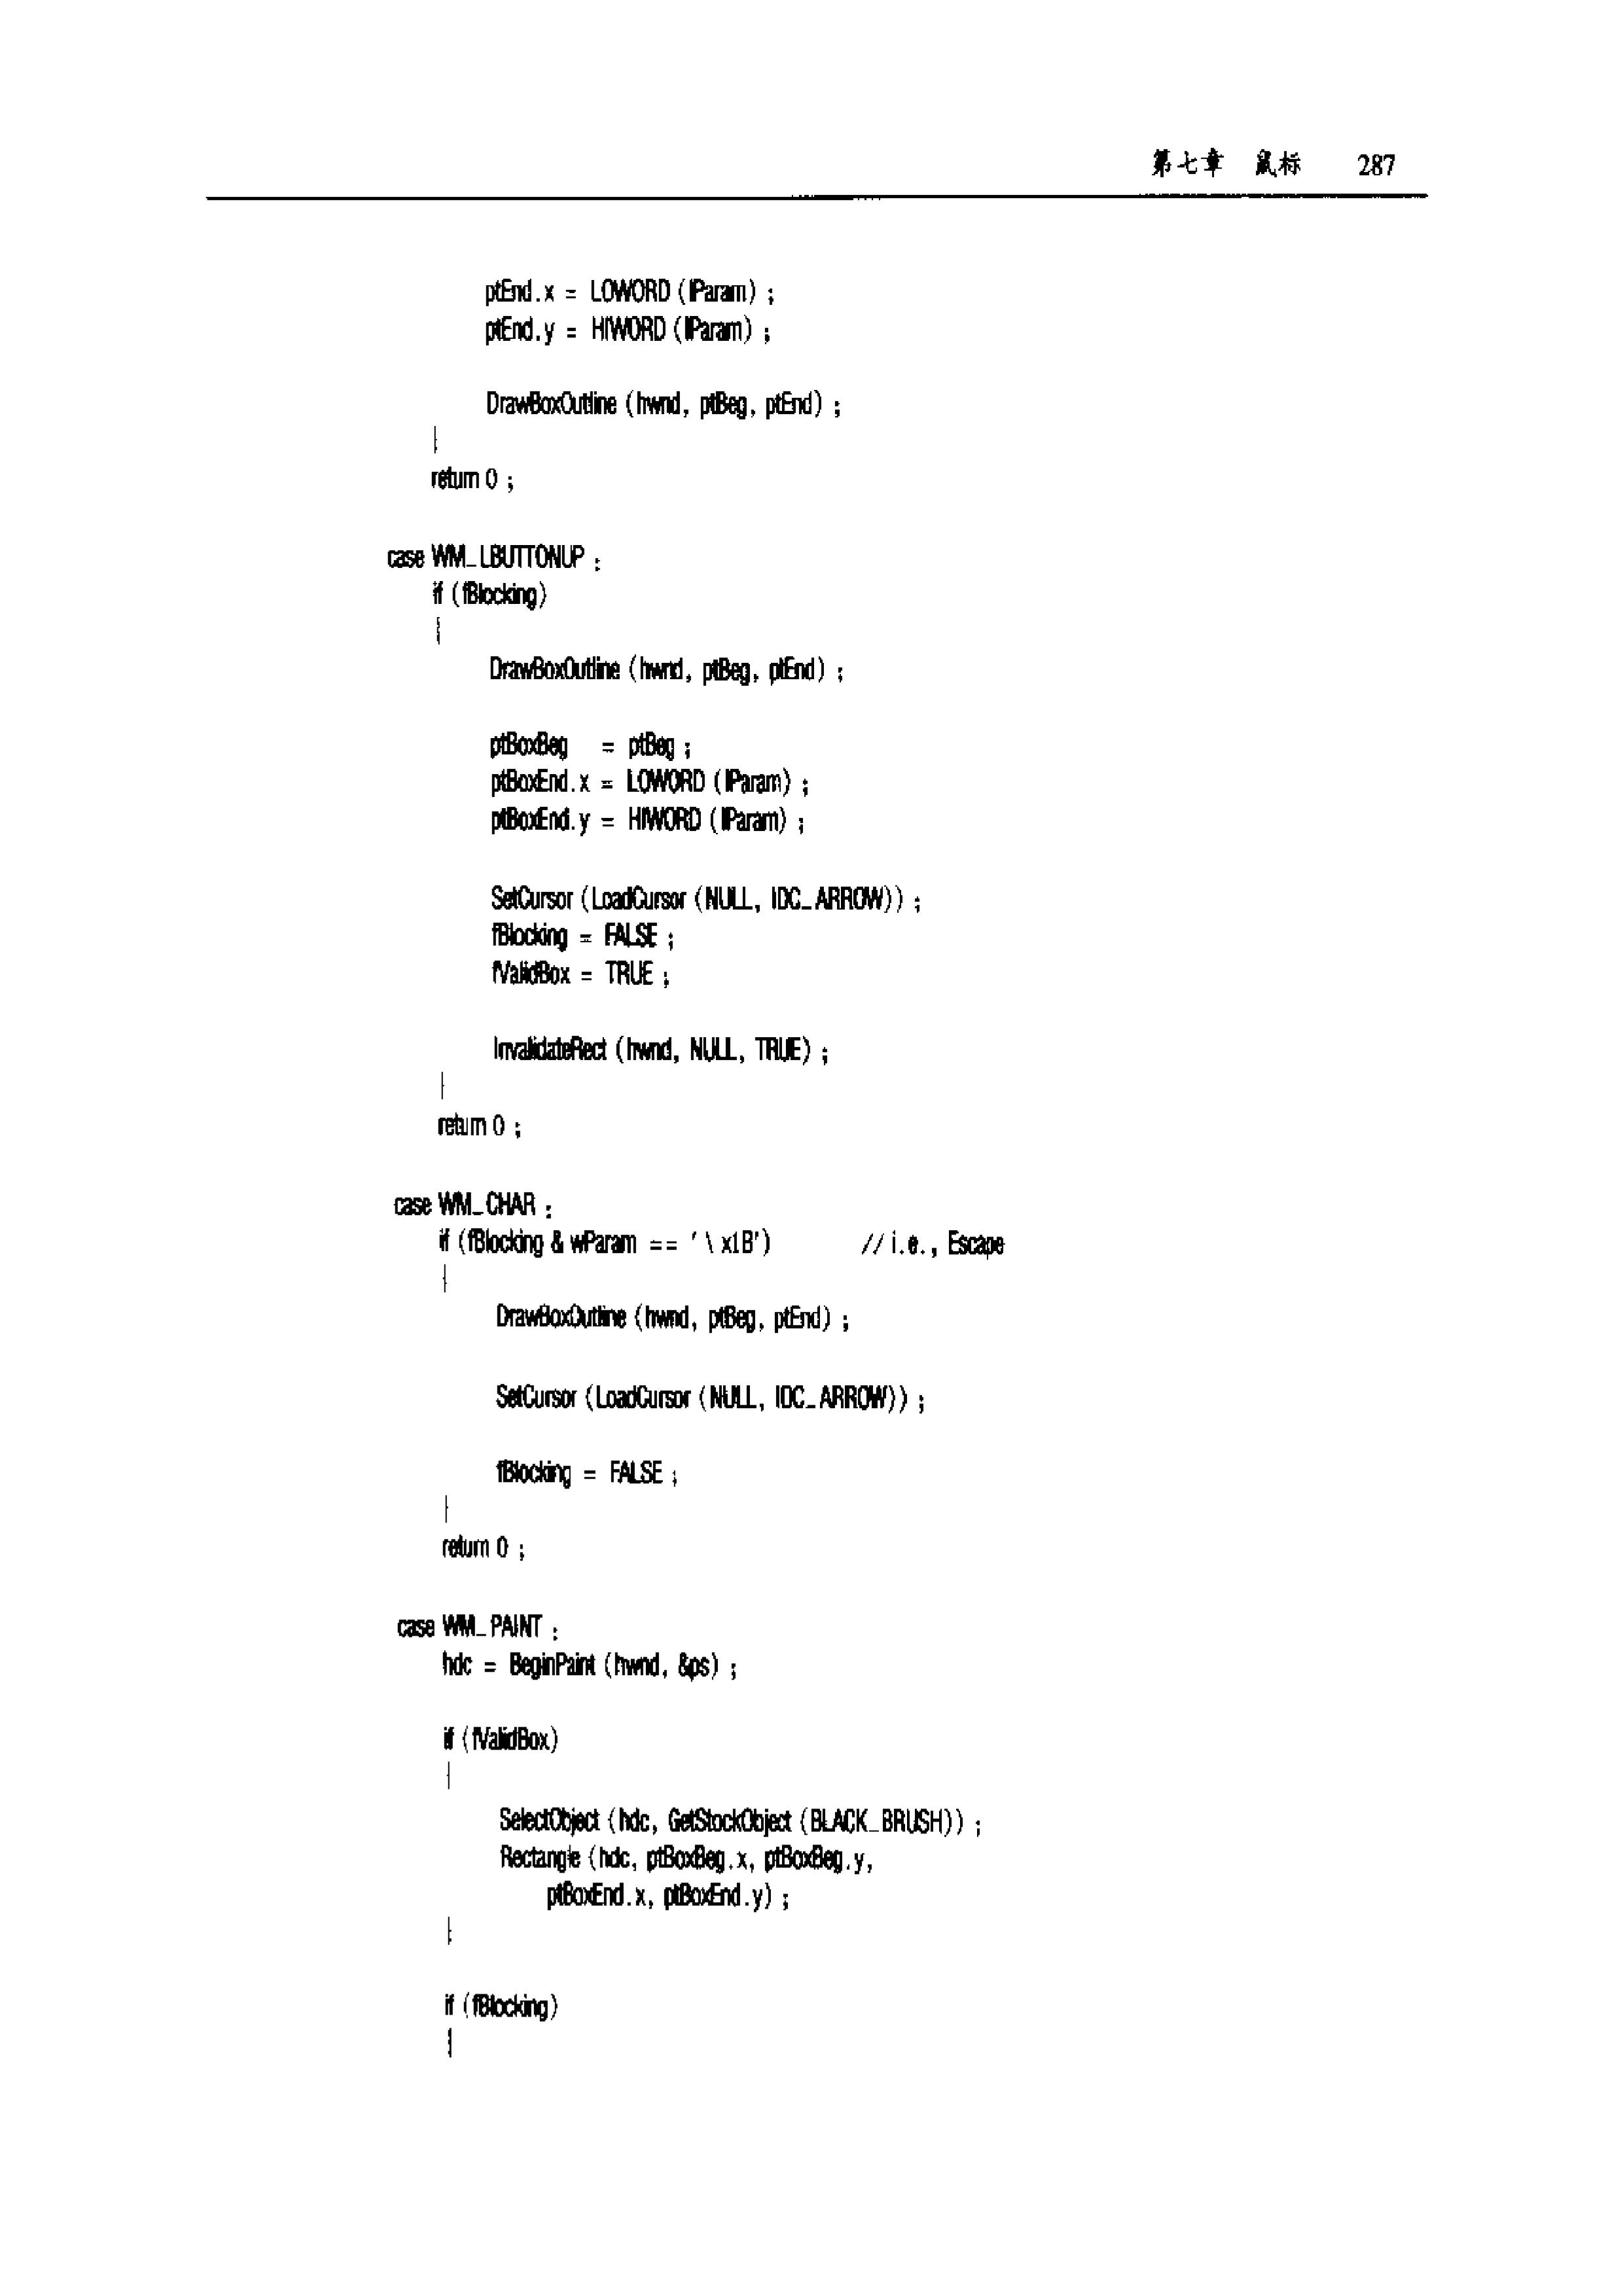 第七章 鼠标 287
ptEnd.x = LOWORD (lParam) ;
ptEnd.y = HIWORD (lParam) ;
DrawBoxOutline (hwnd, ptBeg, ptEnd) ;
}
return 0 ;
case WM_LBUTTONUP :
if (fBlocking)
{
DrawBoxOutline (hwnd, ptBeg, ptEnd) ;
ptBoxBeg = ptBeg ;
ptBoxEnd.x = LOWORD (lParam) ;
ptBoxEnd.y = HIWORD (lParam) ;
SetCursor (LoadCursor (NULL, IDC_ARROW)) ;
fBlocking = FALSE ;
fValidBox = TRUE ;
InvalidateRect (hwnd, NULL, TRUE) ;
}
return 0 ;
case WM_CHAR :
if (fBlocking & wParam == '\x1B') // i.e., Escape
{
DrawBoxOutline (hwnd, ptBeg, ptEnd) ;
SetCursor (LoadCursor (NULL, IDC_ARROW)) ;
fBlocking = FALSE ;
}
return 0 ;
case WM_PAINT :
hdc = BeginPaint (hwnd, &ps) ;
if (fValidBox)
{
SelectObject (hdc, GetStockObject (BLACK_BRUSH)) ;
Rectangle (hdc, ptBoxBeg.x, ptBoxBeg.y,
ptBoxEnd.x, ptBoxEnd.y) ;
}
if (fBlocking)
{